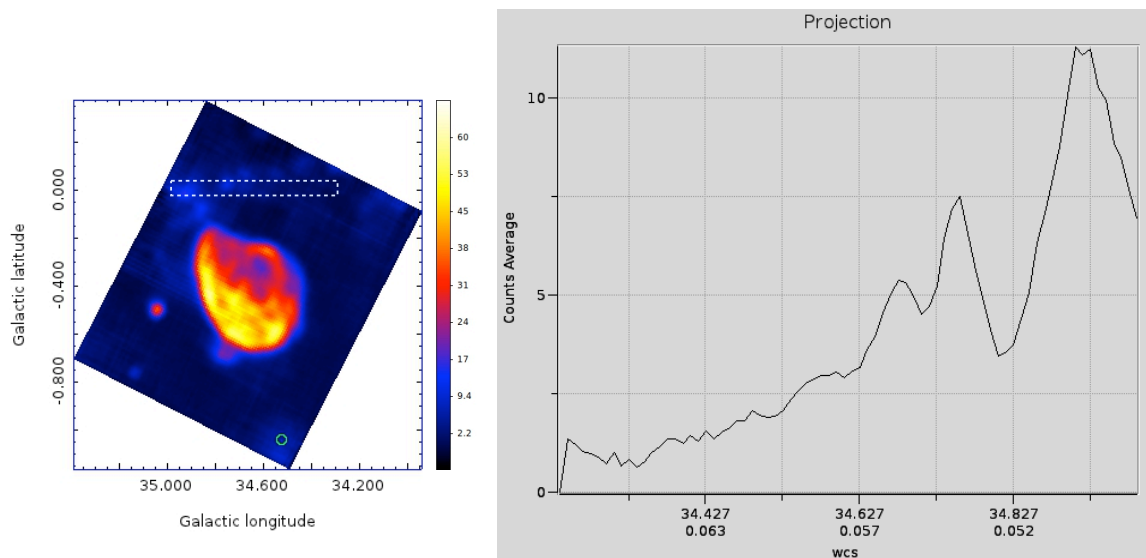 0.000
-0.400
-0.800
Galactic latitude
35.000 34.600 34.200
Galactic longitude
60
53
45
38
31
24
17
9.4
2.2
Projection
10
5
0
Counts Average
34.427 34.627 34.827
0.063 0.057 0.052
wcs